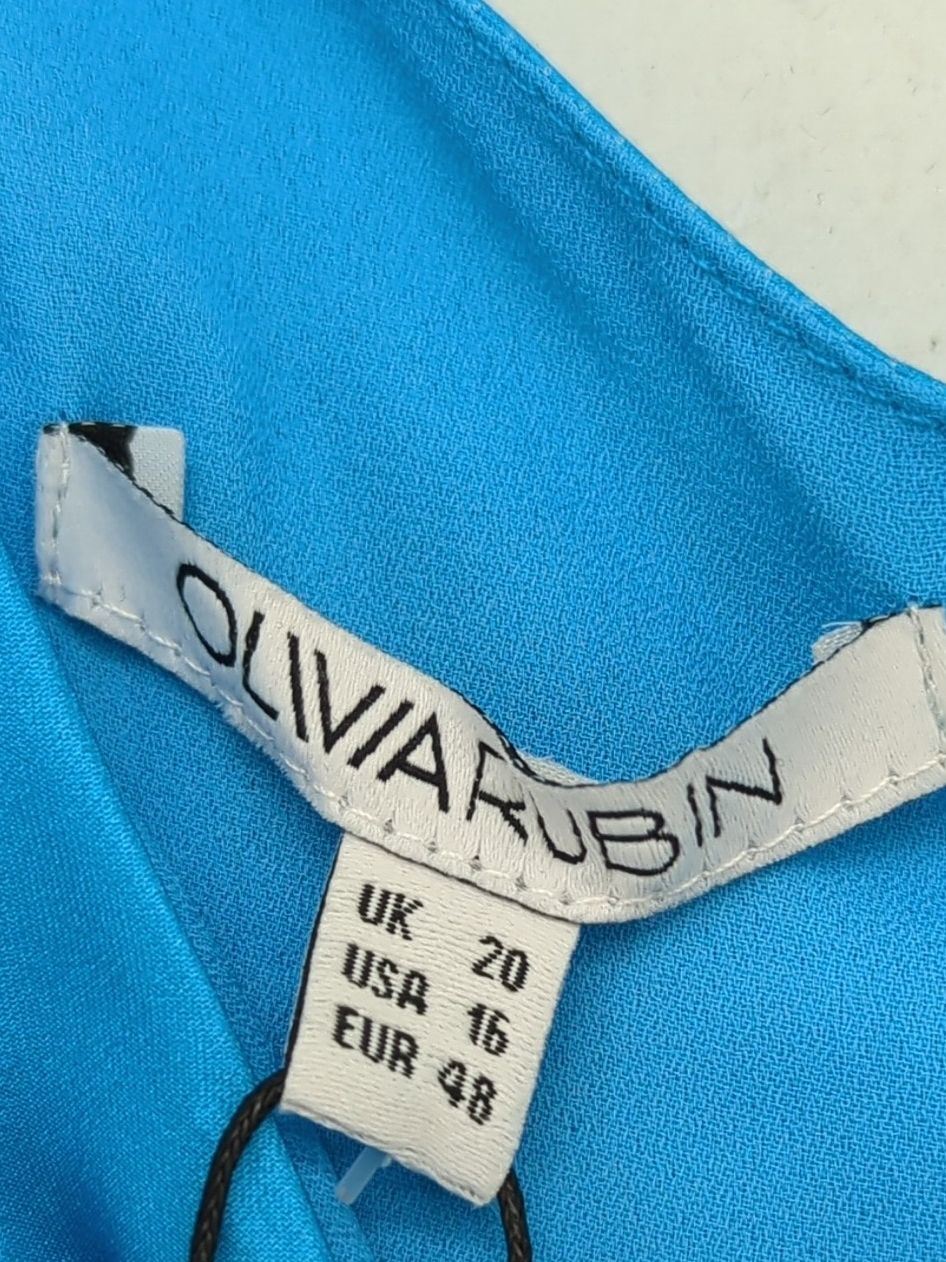 OLIVIA RUBIN
UK 20
USA 16
EUR 48